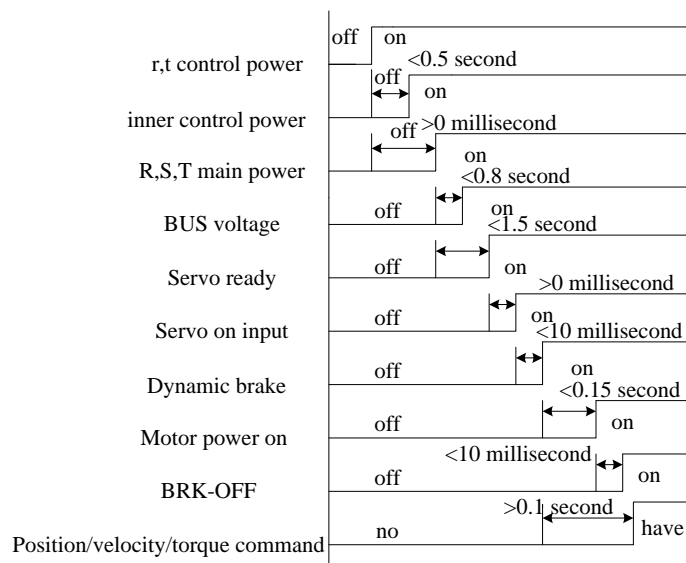 off on
r,t control power
<0.5 second
off
on
inner control power
>0 millisecond
off
on
R,S,T main power
<0.8 second
on
BUS voltage
off
<1.5 second
on
Servo ready
off
>0 millisecond
on
Servo on input
off
<10 millisecond
on
Dynamic brake
off
<0.15 second
on
Motor power on
off
<10 millisecond
on
BRK-OFF
off
>0.1 second
have
Position/velocity/torque command
no